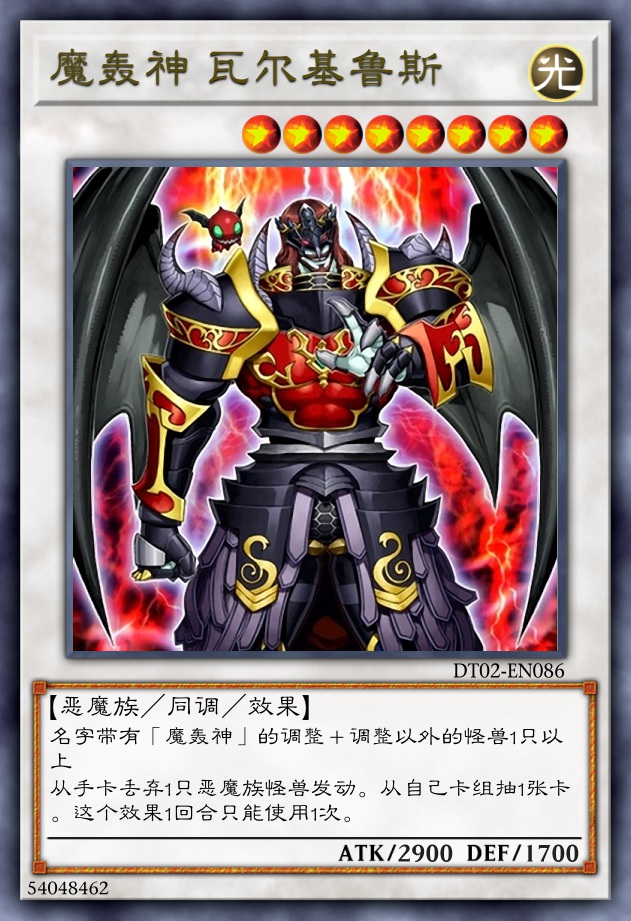 魔轰神 瓦尔基鲁斯
光
DT02-EN086
【恶魔族／同调／效果】
名字带有「魔轰神」的调整＋调整以外的怪兽1只以
上
从手卡丢弃1只恶魔族怪兽发动。从自己卡组抽1张卡
。这个效果1回合只能使用1次。
ATK/2900 DEF/1700
54048462